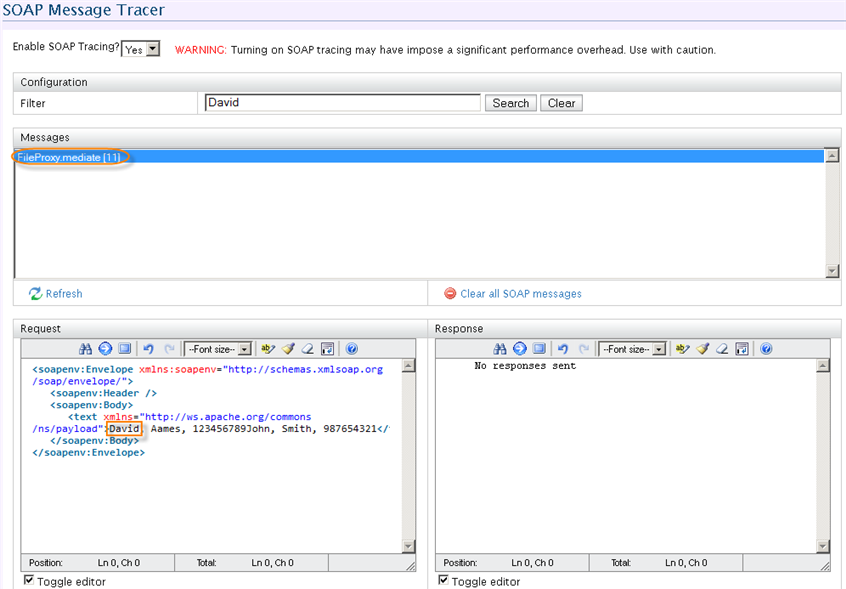 SOAP Message Tracer
Enable SOAP Tracing? Yes WARNING: Turning on SOAP tracing may have impose a significant performance overhead. Use with caution.
Configuration
Filter David Search Clear
Messages
FileProxy.mediate [11]
Refresh Clear all SOAP messages
Request Response
--Font size-- --Font size--
<soapenv:Envelope xmlns:soapenv="http://schemas.xmlsoap.org
/soap/envelope/">
<soapenv:Header />
<soapenv:Body>
<text xmlns="http://ws.apache.org/commons
/ns/payload">David, Aames, 123456789John, Smith, 987654321</
</soapenv:Body>
</soapenv:Envelope>
No responses sent
Position: Ln 0, Ch 0 Total: Ln 0, Ch 0 Position: Ln 0, Ch 0 Total: Ln 0, Ch 0
Toggle editor Toggle editor